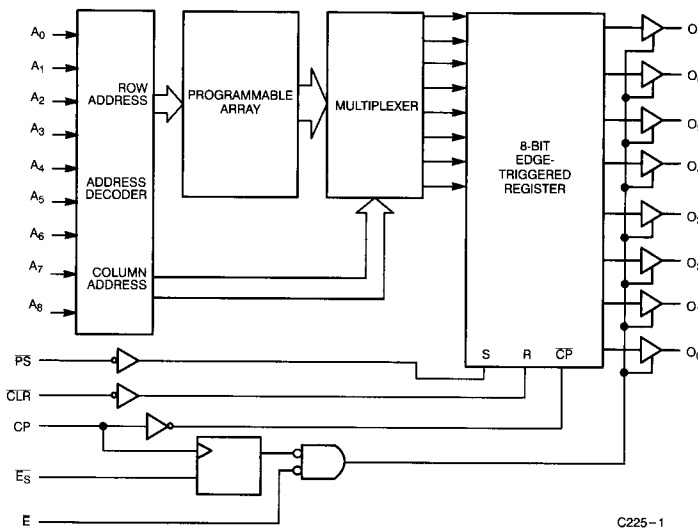 A0
A1
A2
A3
A4
A5
A6
A7
A8
ROW
ADDRESS
ADDRESS
DECODER
COLUMN
ADDRESS
PROGRAMMABLE
ARRAY
MULTIPLEXER
8-BIT
EDGE-
TRIGGERED
REGISTER
S R CP
O
O
O
O
O
O
O
O
PS
CLR
CP
ES
E
C225-1